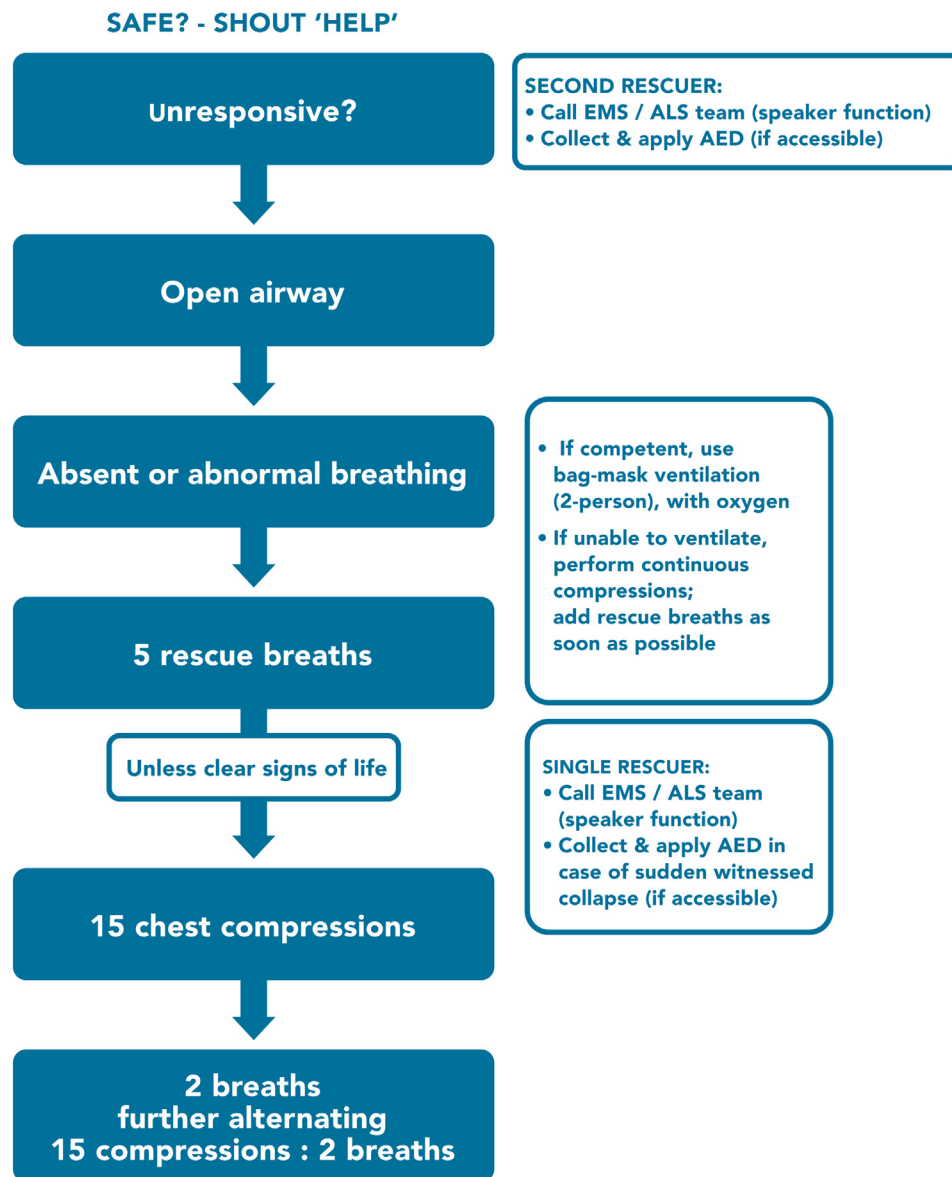 SAFE? - SHOUT ‘HELP’
Unresponsive?
SECOND RESCUER:
• Call EMS / ALS team (speaker function)
• Collect & apply AED (if accessible)
Open airway
Absent or abnormal breathing
• If competent, use
bag-mask ventilation
(2-person), with oxygen
• If unable to ventilate,
perform continuous
compressions;
add rescue breaths as
soon as possible
5 rescue breaths
Unless clear signs of life
SINGLE RESCUER:
• Call EMS / ALS team
(speaker function)
• Collect & apply AED in
case of sudden witnessed
collapse (if accessible)
15 chest compressions
2 breaths
further alternating
15 compressions : 2 breaths